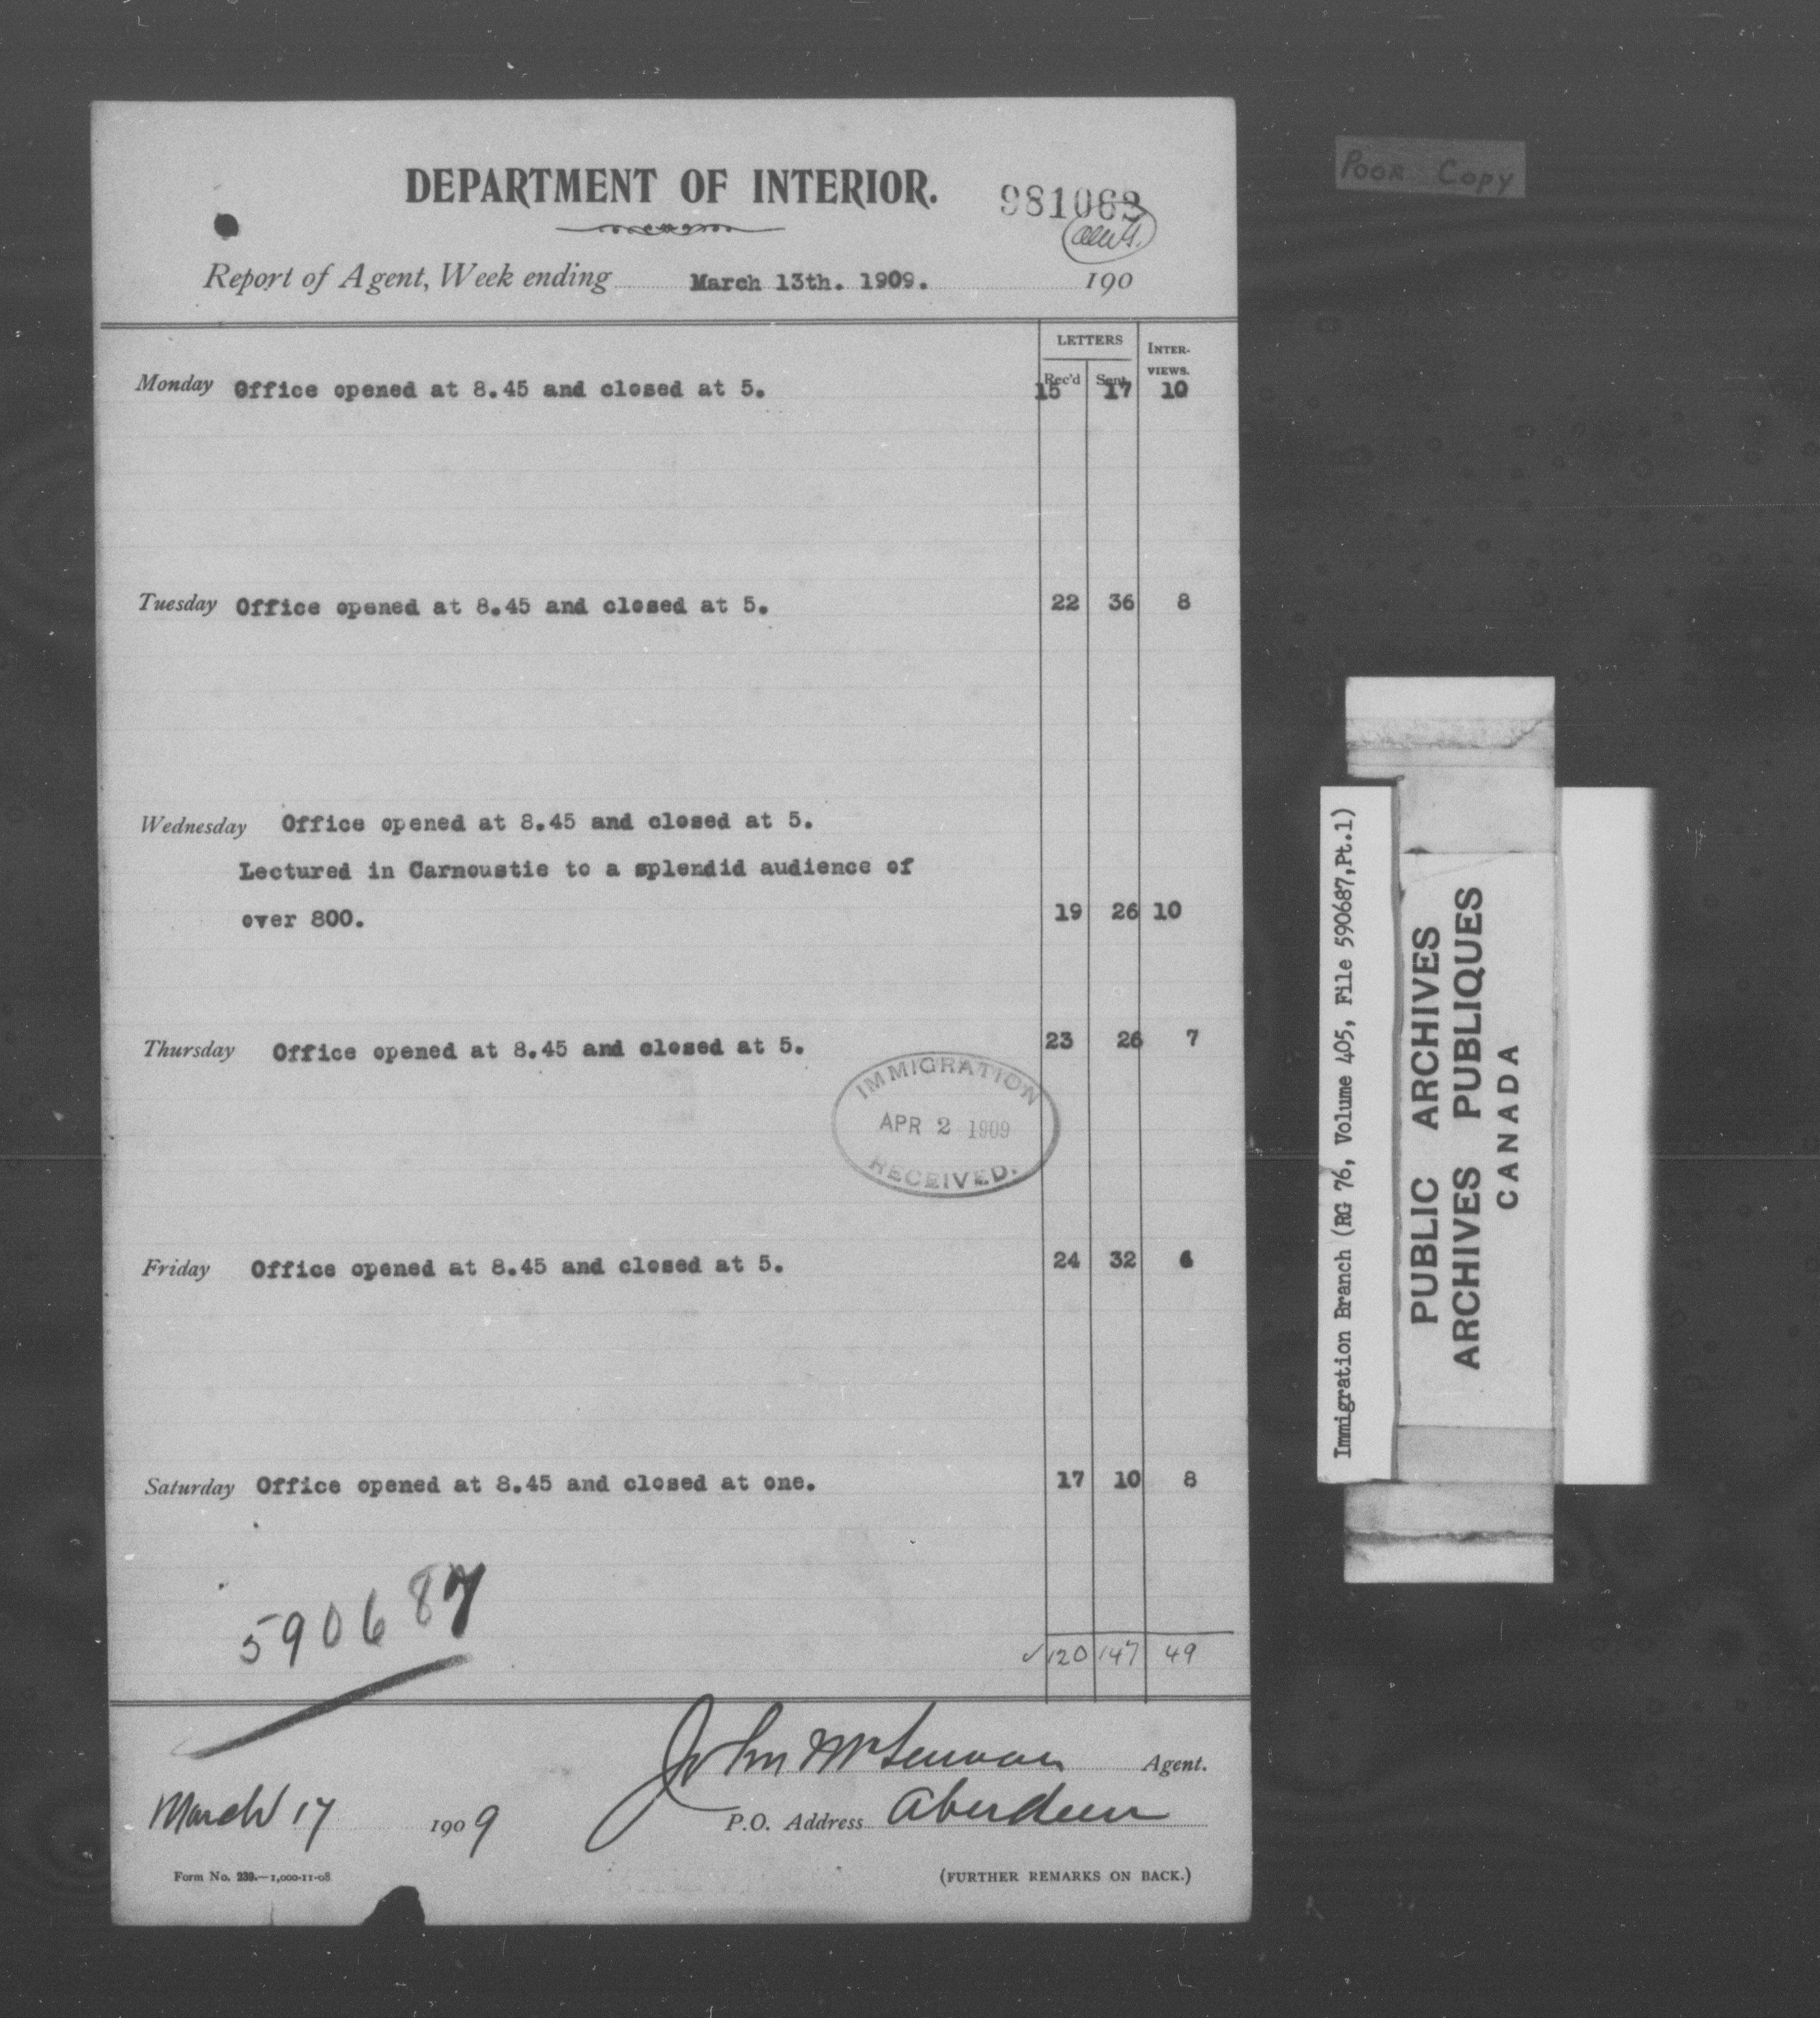 Poor Copy
DEPARTMENT OF INTERIOR.
981062
Report of Agent, Week ending March 13th. 1909. 190
LETTERS INTER-VIEWS.
Rec'd Sent
Monday Office opened at 8.45 and closed at 5. 15 17 10
Tuesday Office opened at 8.45 and closed at 5. 22 36 8
Wednesday Office opened at 8.45 and closed at 5.
Lectured in Carnoustie to a splendid audience of
over 800. 19 26 10
Thursday Office opened at 8.45 and closed at 5. 23 26 7
IMMIGRATION
APR 2 1909
RECEIVED.
Friday Office opened at 8.45 and closed at 5. 24 32 6
Saturday Office opened at 8.45 and closed at one. 17 10 8
590687
✓ 120 147 49
John McLennan Agent.
March 17 1909 P.O. Address Aberdeen
Form No. 239.—1,000-11-08 (FURTHER REMARKS ON BACK.)
Immigration Branch (RG 76, Volume 405, File 590687,Pt.1)
PUBLIC ARCHIVES
ARCHIVES PUBLIQUES
CANADA